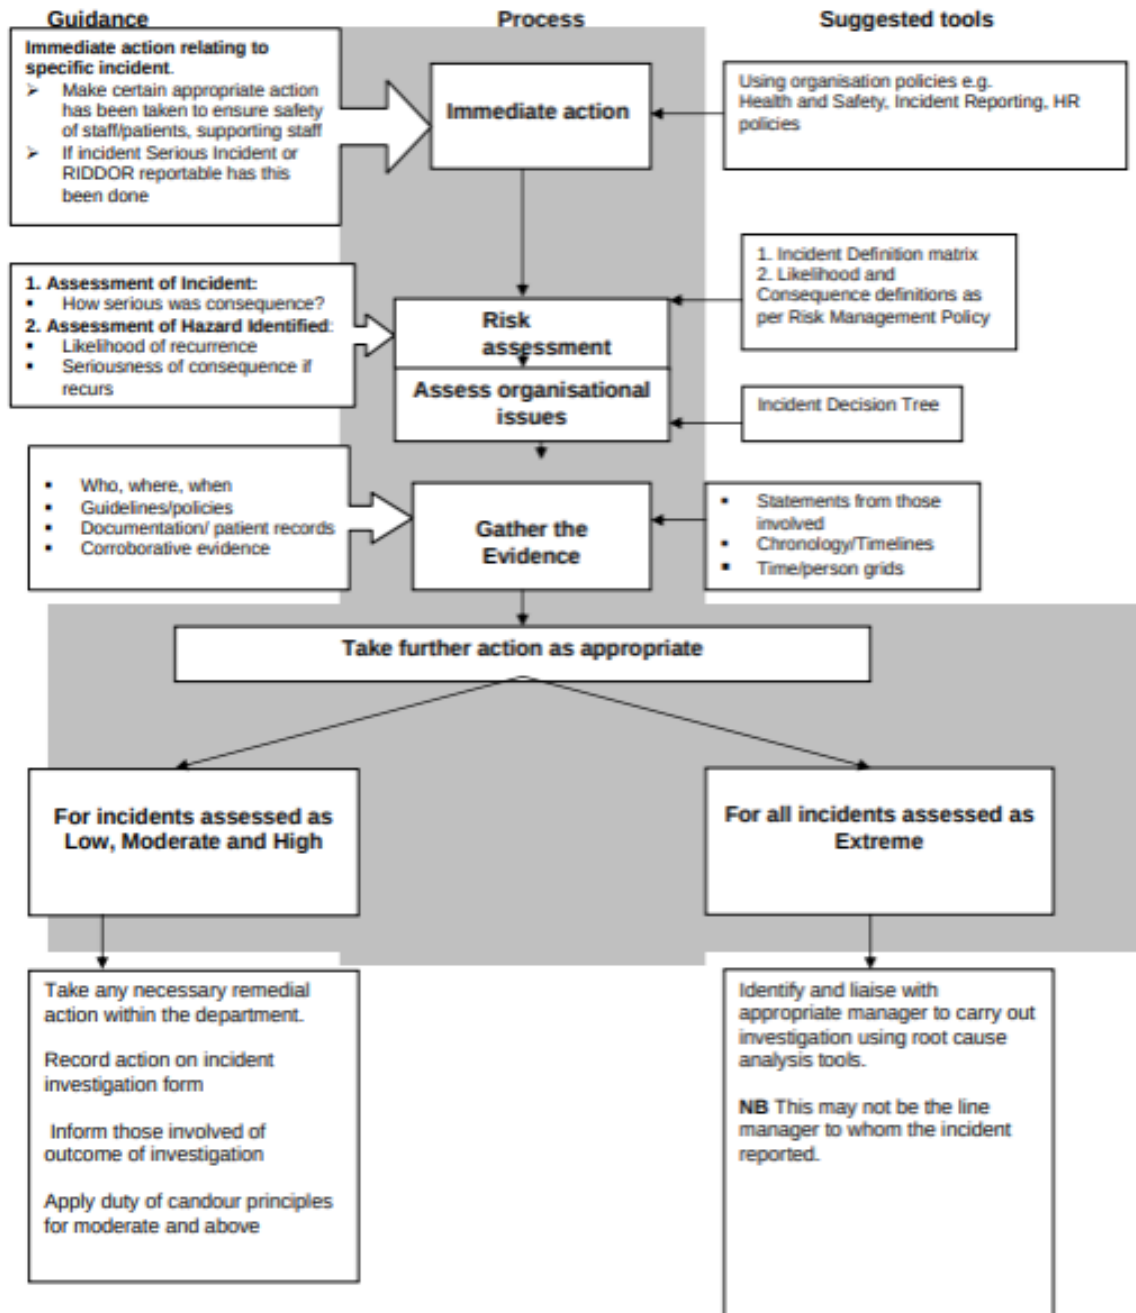 Guidance
Process
Suggested tools
Immediate action relating to
specific incident.
➢ Make certain appropriate action
has been taken to ensure safety
of staff/patients, supporting staff
➢ If incident Serious Incident or
RIDDOR reportable has this
been done
Immediate action
Using organisation policies e.g.
Health and Safety, Incident Reporting, HR
policies
1. Assessment of Incident:
▪ How serious was consequence?
2. Assessment of Hazard Identified:
▪ Likelihood of recurrence
▪ Seriousness of consequence if
recurs
Risk
assessment
1. Incident Definition matrix
2. Likelihood and
Consequence definitions as
per Risk Management Policy
Assess organisational
issues
Incident Decision Tree
▪ Who, where, when
▪ Guidelines/policies
▪ Documentation/ patient records
▪ Corroborative evidence
Gather the
Evidence
▪ Statements from those
involved
▪ Chronology/Timelines
▪ Time/person grids
Take further action as appropriate
For incidents assessed as
Low, Moderate and High
For all incidents assessed as
Extreme
Take any necessary remedial
action within the department.
Record action on incident
investigation form
Inform those involved of
outcome of investigation
Apply duty of candour principles
for moderate and above
Identify and liaise with
appropriate manager to carry out
investigation using root cause
analysis tools.
NB This may not be the line
manager to whom the incident
reported.